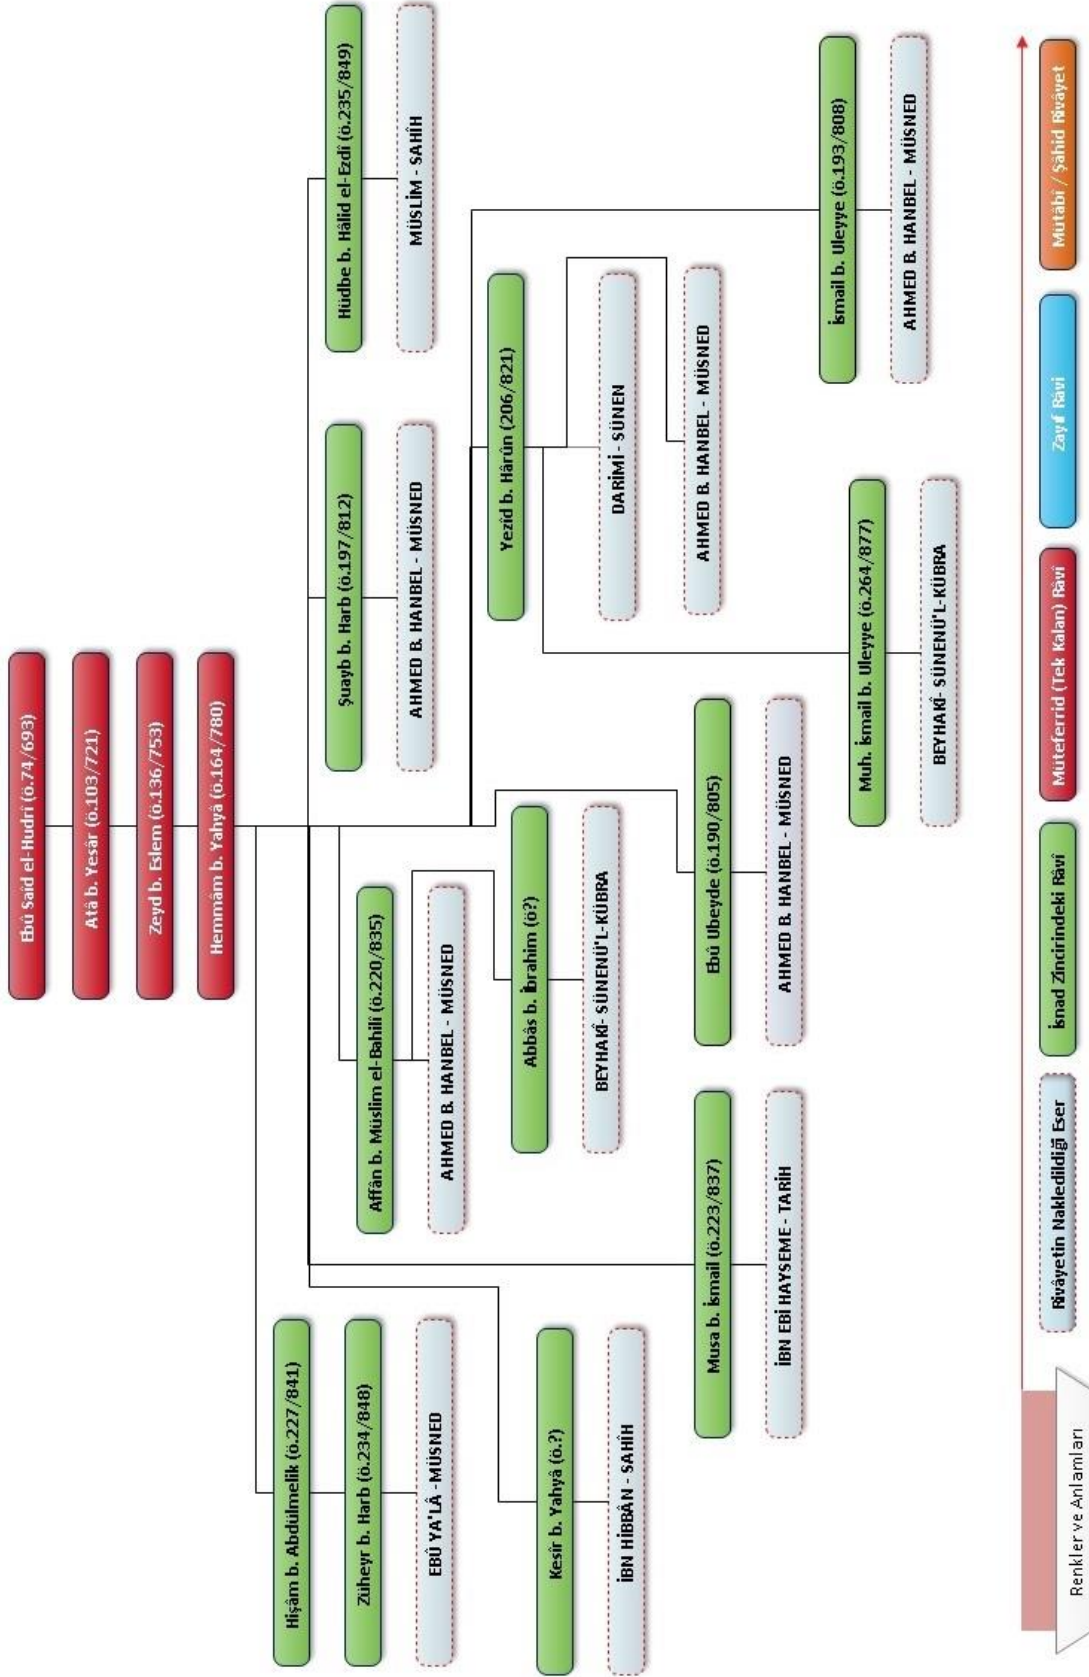 Ebû Saîd el-Hudrî (ö.74/693)
Atâ b. Yesâr (ö.103/721)
Zeyd b. Eslem (ö.136/753)
Hemmâm b. Yahyâ (ö.164/780)
Hişâm b. Abdülmelik (ö.227/841)
Züheyr b. Harb (ö.234/848)
EBÛ YA'LÂ -MÜSNED
Kesîr b. Yahyâ (ö.?)
İBN HİBBÂN - SAHÎH
Musa b. İsmail (ö.223/837)
İBN EBİ HAYSEME - TARİH
Affân b. Müslim el-Bahilî (ö.220/835)
AHMED B. HANBEL - MÜSNED
Abbâs b. İbrahim (ö?)
BEYHAKÎ- SÜNENÜ'L-KÜBRA
Ebû Ubeyde (ö.190/805)
AHMED B. HANBEL - MÜSNED
Şuayb b. Harb (ö.197/812)
AHMED B. HANBEL - MÜSNED
Hüdbe b. Hâlid el-Ezdî (ö.235/849)
MÜSLİM - SAHÎH
Yezîd b. Hârûn (206/821)
DARİMİ - SÜNEN
AHMED B. HANBEL - MÜSNED
Muh. İsmail b. Uleyye (ö.264/877)
BEYHAKÎ- SÜNENÜ'L-KÜBRA
İsmail b. Uleyye (ö.193/808)
AHMED B. HANBEL - MÜSNED
Renkler ve Anlamları
Rivâyetin Nakledildiği Eser
İsnad Zincirindeki Râvî
Müteferrid (Tek Kalan) Râvî
Zayıf Râvi
Mütâbî / Şâhid Rivâyet